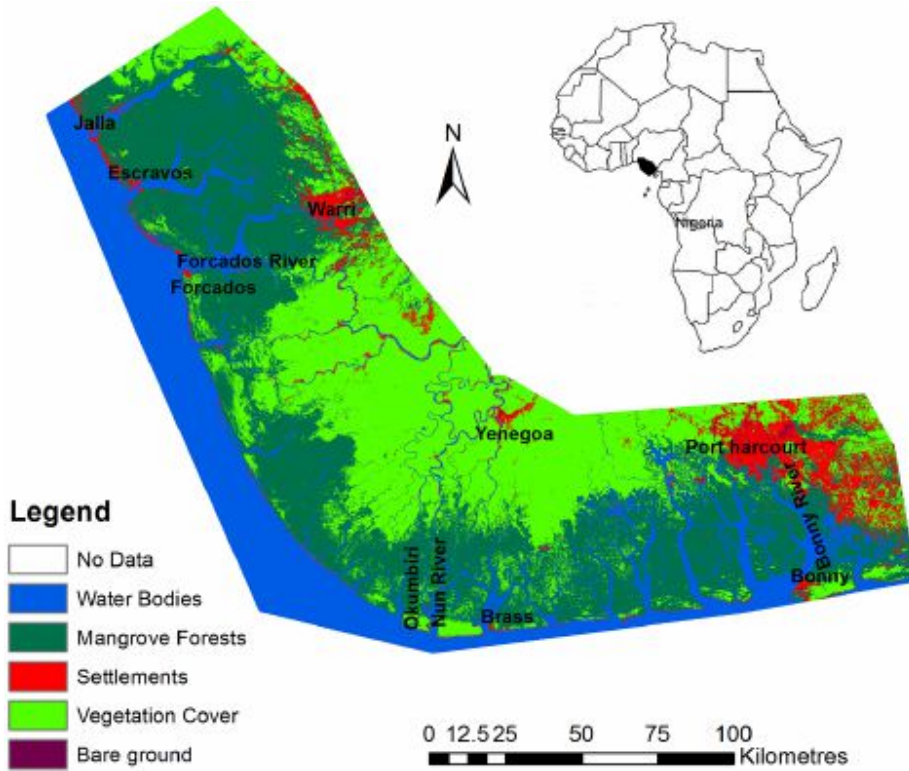 N
Jalla
Escravos
Warri
Nigeria
Forcados River
Forcados
Yenegoa
Port harcourt
Bonny River
Okumbiri
Nun River
Brass
Bonny
Legend
No Data
Water Bodies
Mangrove Forests
Settlements
Vegetation Cover
Bare ground
0 12.5 25 50 75 100
Kilometres